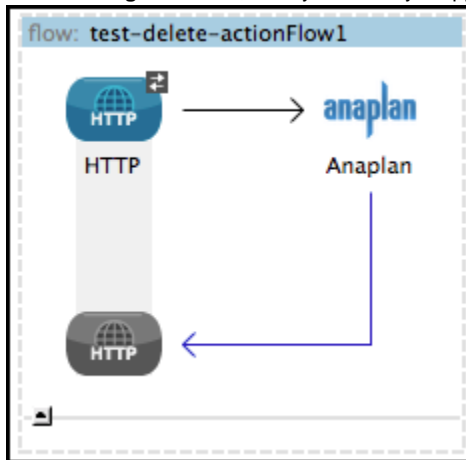 flow: test-delete-actionFlow1
HTTP
anaplan
HTTP
Anaplan
HTTP